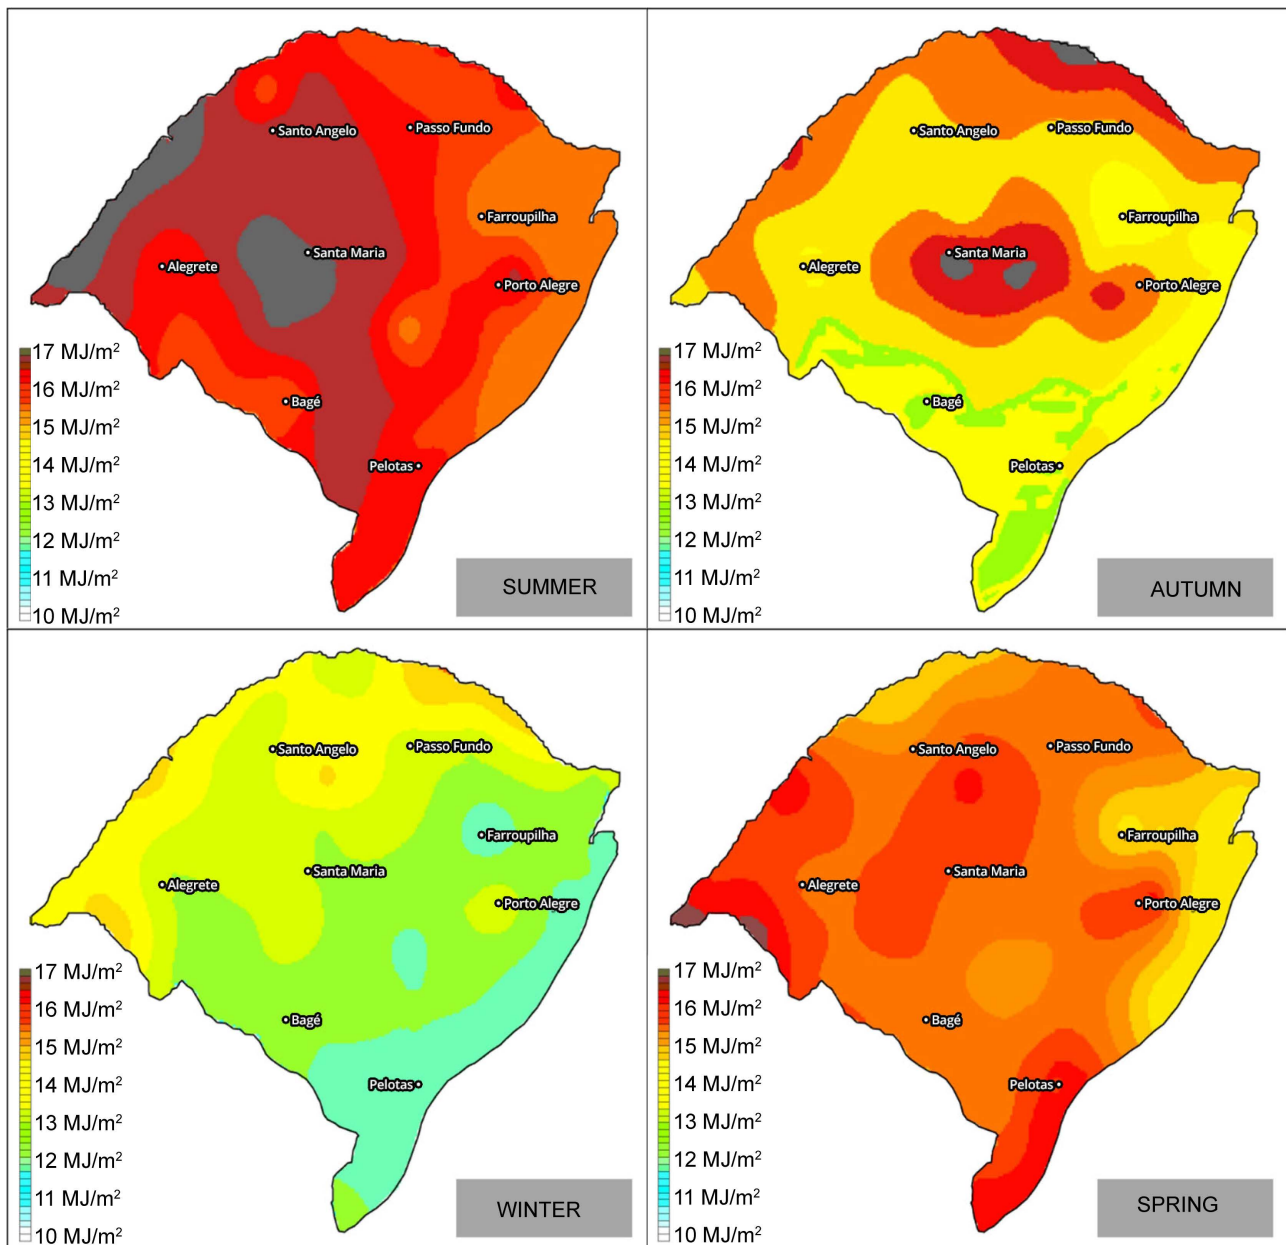 Santo Angelo
Passo Fundo
Farroupilha
Santa Maria
Alegrete
Porto Alegre
Bagé
Pelotas
17 MJ/m²
16 MJ/m²
15 MJ/m²
14 MJ/m²
13 MJ/m²
12 MJ/m²
11 MJ/m²
10 MJ/m²
SUMMER
Santo Angelo
Passo Fundo
Farroupilha
Santa Maria
Alegrete
Porto Alegre
Bagé
Pelotas
17 MJ/m²
16 MJ/m²
15 MJ/m²
14 MJ/m²
13 MJ/m²
12 MJ/m²
11 MJ/m²
10 MJ/m²
AUTUMN
Santo Angelo
Passo Fundo
Farroupilha
Santa Maria
Alegrete
Porto Alegre
Bagé
Pelotas
17 MJ/m²
16 MJ/m²
15 MJ/m²
14 MJ/m²
13 MJ/m²
12 MJ/m²
11 MJ/m²
10 MJ/m²
WINTER
Santo Angelo
Passo Fundo
Farroupilha
Santa Maria
Alegrete
Porto Alegre
Bagé
Pelotas
17 MJ/m²
16 MJ/m²
15 MJ/m²
14 MJ/m²
13 MJ/m²
12 MJ/m²
11 MJ/m²
10 MJ/m²
SPRING